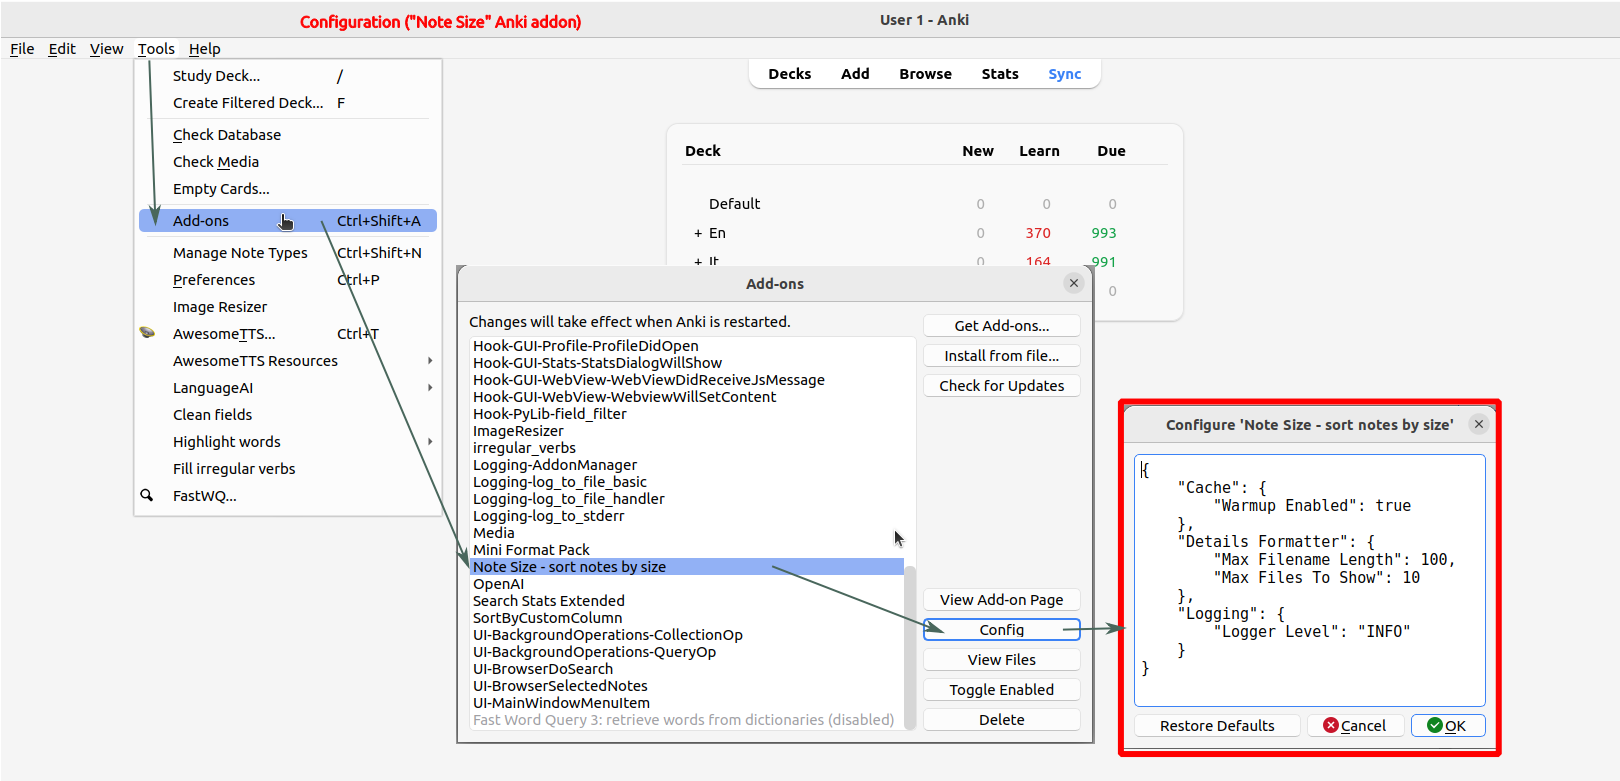 Configuration ("Note Size" Anki addon)
User 1 - Anki
File Edit View Tools Help
Study Deck... /
Create Filtered Deck... F
Check Database
Check Media
Empty Cards...
Add-ons Ctrl+Shift+A
Manage Note Types Ctrl+Shift+N
Preferences Ctrl+P
Image Resizer
AwesomeTTS... Ctrl+T
AwesomeTTS Resources
LanguageAI
Clean fields
Highlight words
Fill irregular verbs
FastWQ...
Decks Add Browse Stats Sync
Deck New Learn Due
Default 0 0 0
+ En 0 370 993
+ It 0 164 991
0
Add-ons
Changes will take effect when Anki is restarted.
Hook-GUI-Profile-ProfileDidOpen
Hook-GUI-Stats-StatsDialogWillShow
Hook-GUI-WebView-WebViewDidReceiveJsMessage
Hook-GUI-WebView-WebviewWillSetContent
Hook-PyLib-field_filter
ImageResizer
irregular_verbs
Logging-AddonManager
Logging-log_to_file_basic
Logging-log_to_file_handler
Logging-log_to_stderr
Media
Mini Format Pack
Note Size - sort notes by size
OpenAI
Search Stats Extended
SortByCustomColumn
UI-BackgroundOperations-CollectionOp
UI-BackgroundOperations-QueryOp
UI-BrowserDoSearch
UI-BrowserSelectedNotes
UI-MainWindowMenuItem
Fast Word Query 3: retrieve words from dictionaries (disabled)
Get Add-ons...
Install from file...
Check for Updates
View Add-on Page
Config
View Files
Toggle Enabled
Delete
Configure 'Note Size - sort notes by size'
{
    "Cache": {
        "Warmup Enabled": true
    },
    "Details Formatter": {
        "Max Filename Length": 100,
        "Max Files To Show": 10
    },
    "Logging": {
        "Logger Level": "INFO"
    }
}
Restore Defaults Cancel OK